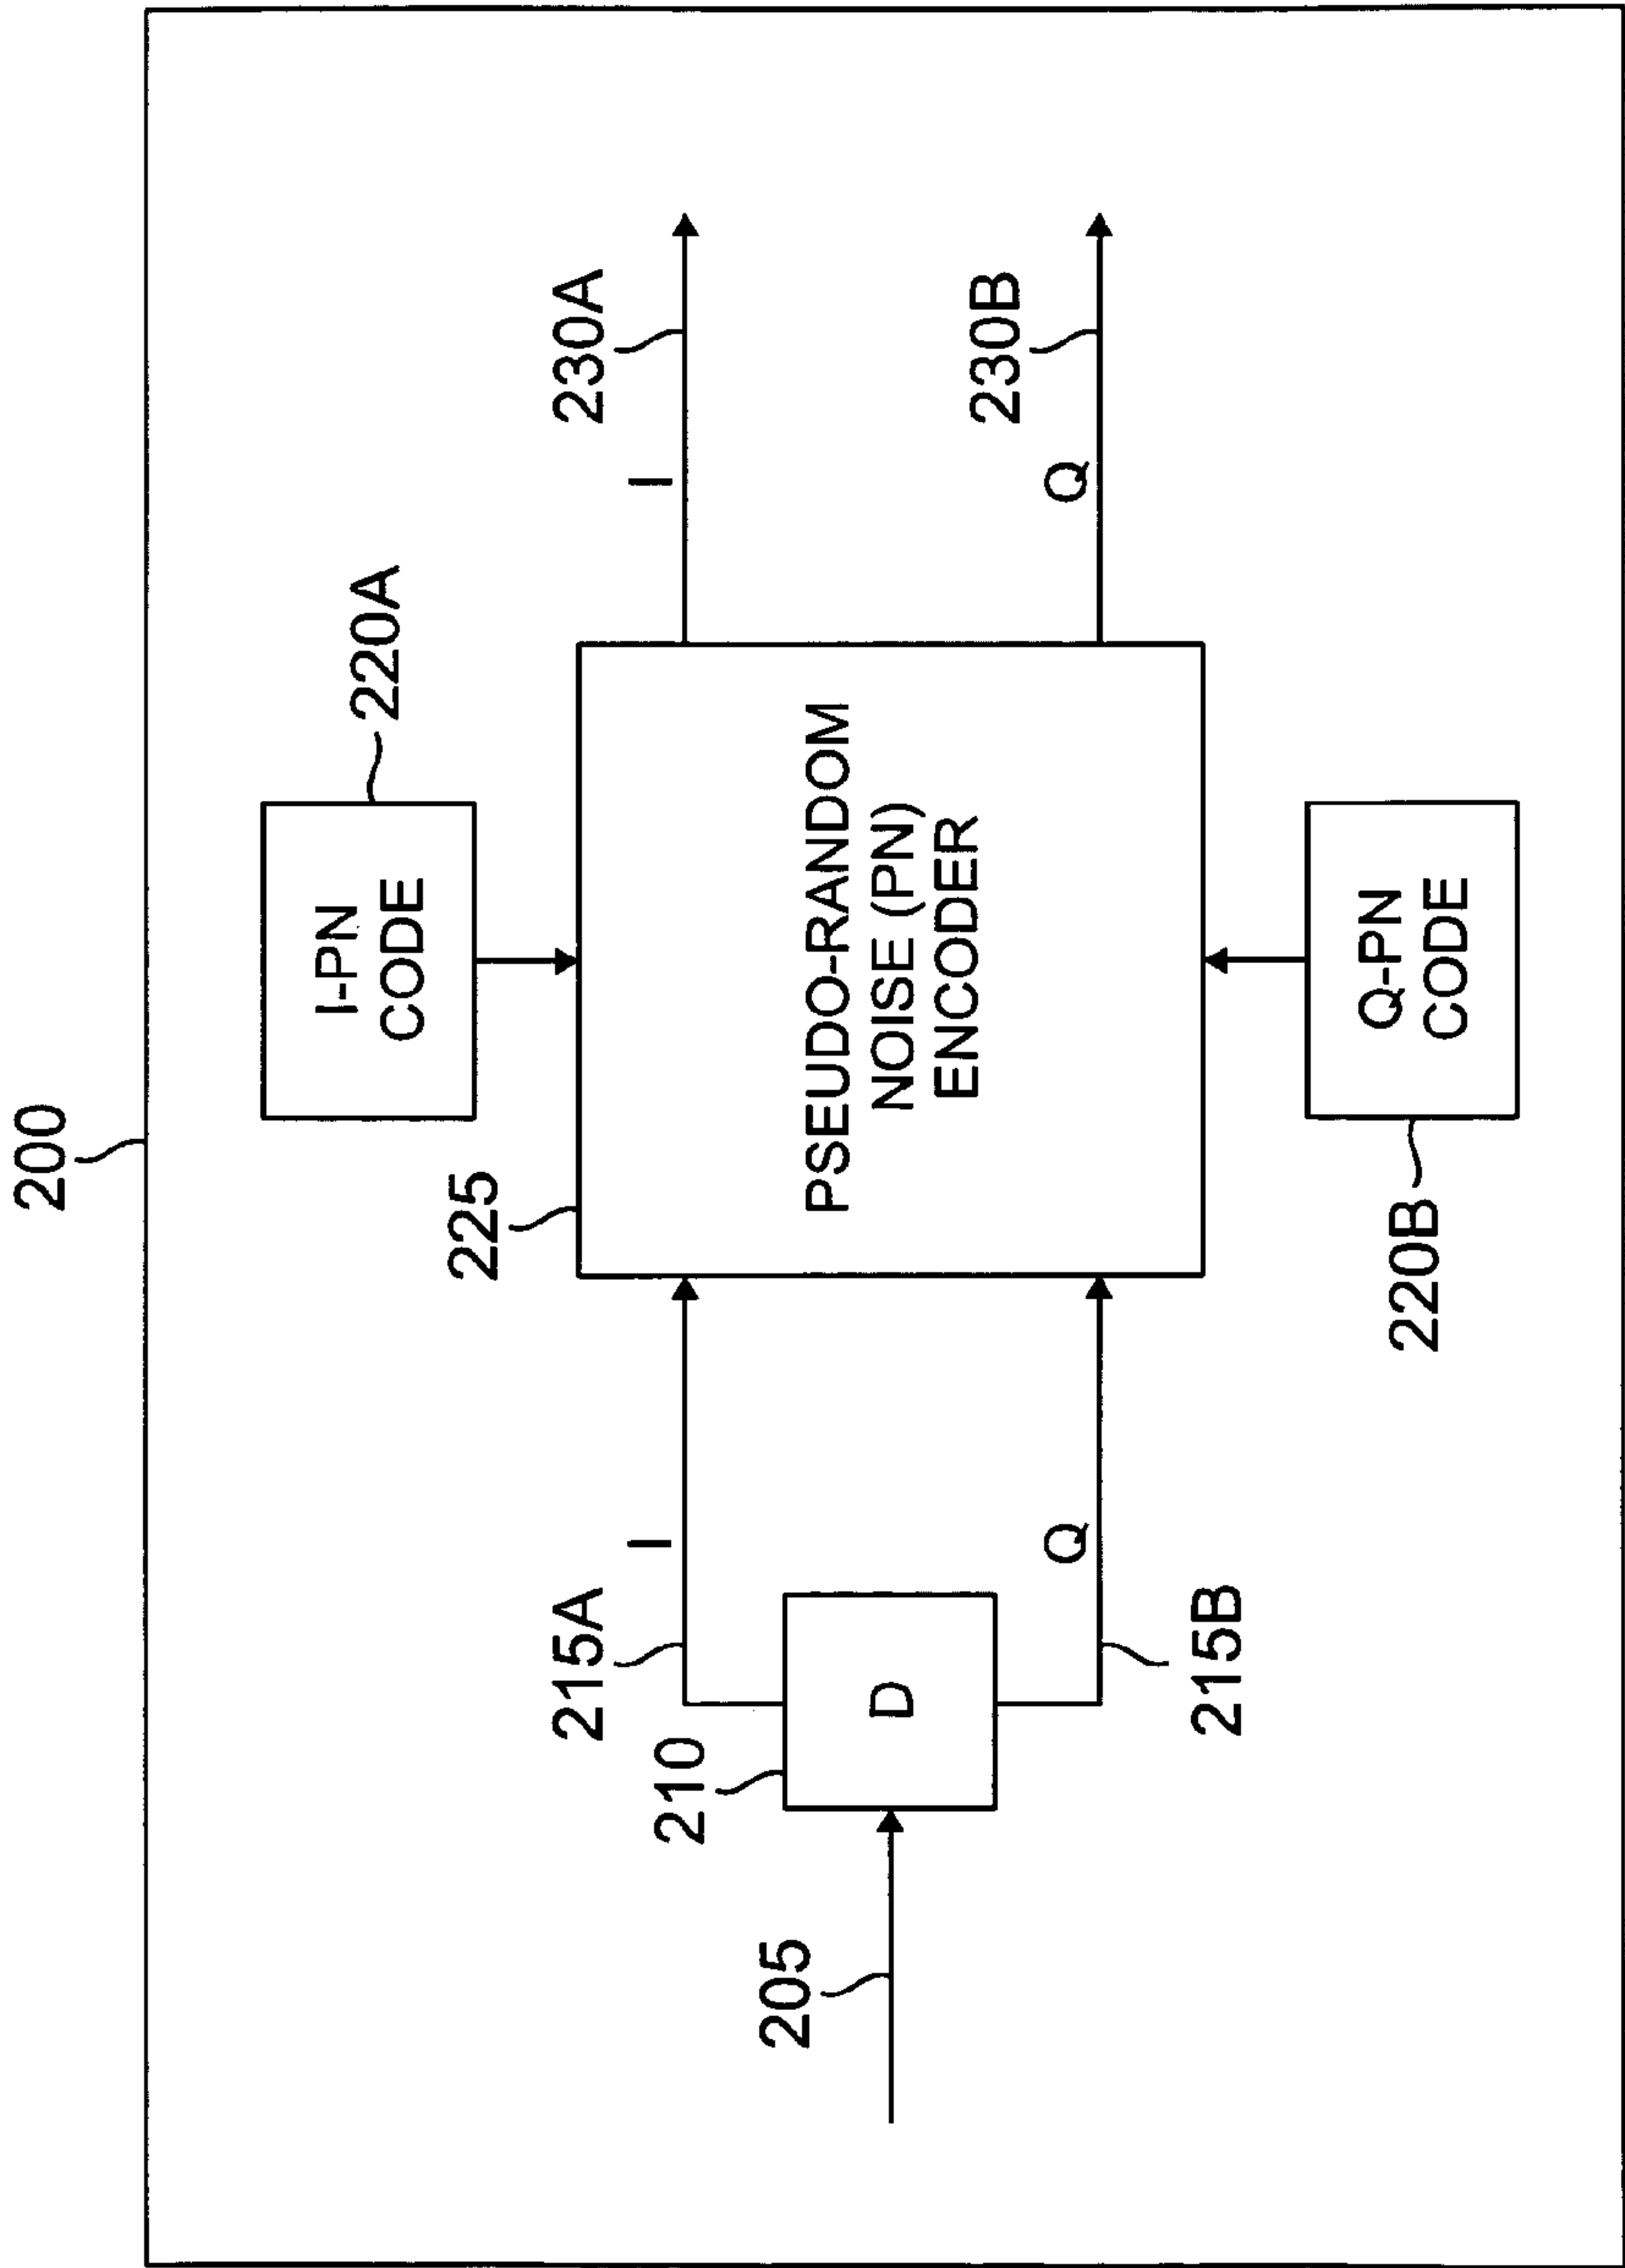 200
220A
I-PN
CODE
225
215A
I
230A
I
210
205
D
PSEUDO-RANDOM
NOISE (PN)
ENCODER
Q
Q
230B
215B
220B
Q-PN
CODE